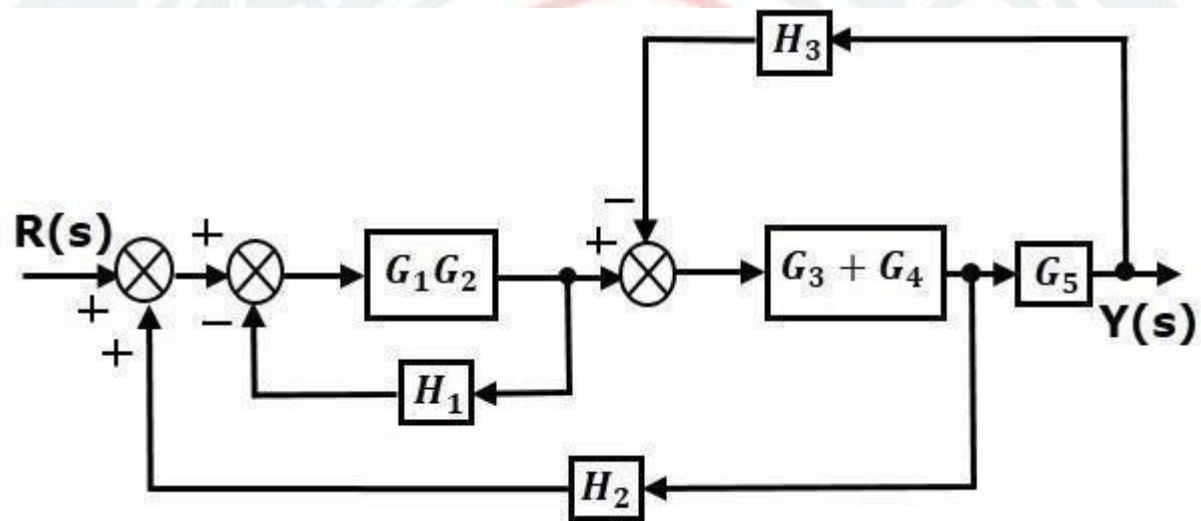 H₃
−
R(s)
+
+
G₁G₂
G₃ + G₄
G₅
+
+
−
Y(s)
H₁
H₂